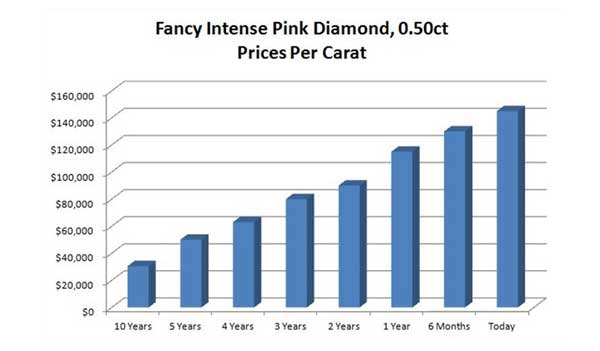 Fancy Intense Pink Diamond, 0.50ct
Prices Per Carat
$160,000
$140,000
$120,000
$100,000
$80,000
$60,000
$40,000
$20,000
$0
10 Years
5 Years
4 Years
3 Years
2 Years
1 Year
6 Months
Today